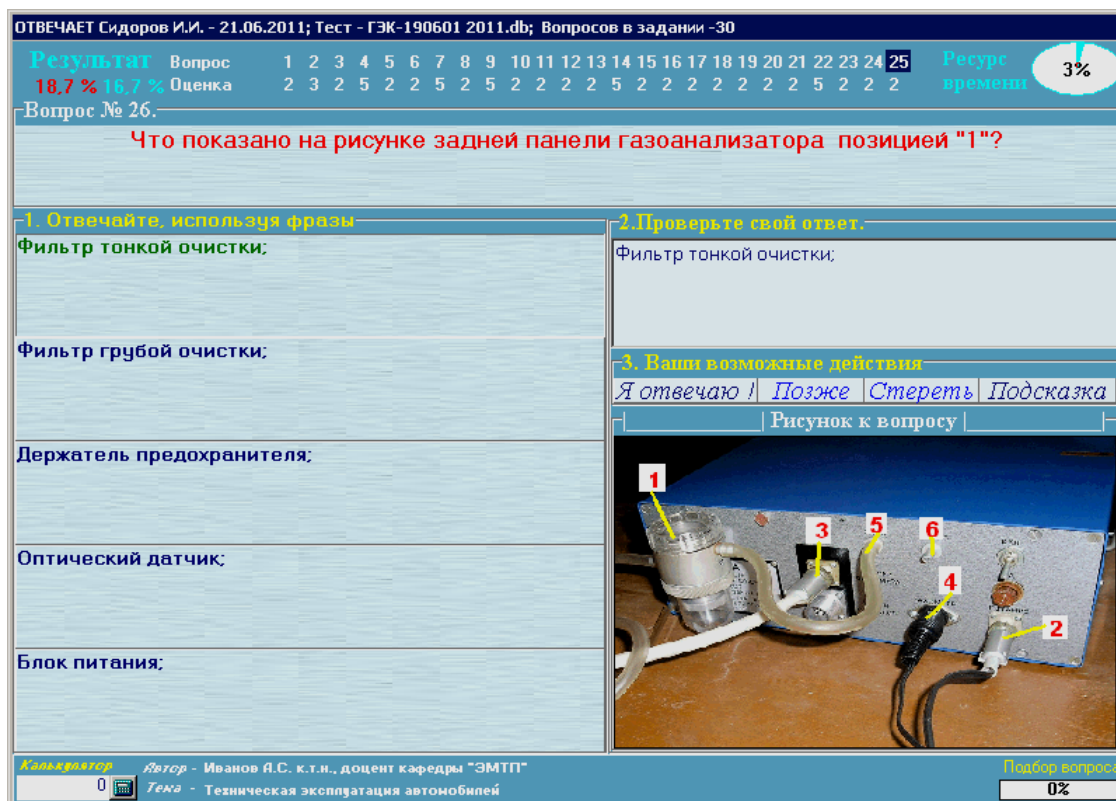 ОТВЕЧАЕТ Сидоров И.И. - 21.06.2011; Тест - ГЭК-190601 2011.db; Вопросов в задании -30
Результат
18,7 % 16,7 %
Вопрос 1 2 3 4 5 6 7 8 9 10 11 12 13 14 15 16 17 18 19 20 21 22 23 24 25
Оценка 2 3 2 5 2 2 5 2 5 2 2 2 2 5 2 2 2 2 2 2 2 5 2 2 2
Ресурс
времени
3%
Вопрос № 26.
Что показано на рисунке задней панели газоанализатора позицией "1"?
1. Отвечайте, используя фразы
Фильтр тонкой очистки;
Фильтр грубой очистки;
Держатель предохранителя;
Оптический датчик;
Блок питания;
2.Проверьте свой ответ.
Фильтр тонкой очистки;
3. Ваши возможные действия
Я отвечаю ! Позже Стереть Подсказка
Рисунок к вопросу
1
3
5
6
4
2
Калькулятор
0
Автор - Иванов А.С. к.т.н., доцент кафедры "ЭМТП"
Тема - Техническая эксплуатация автомобилей
Подбор вопроса
0%